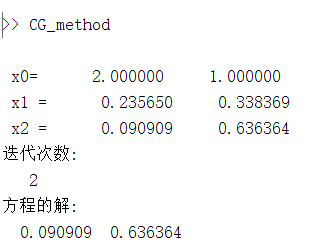 >> CG_method
x0= 2.000000 1.000000
x1 = 0.235650 0.338369
x2 = 0.090909 0.636364
迭代次数:
2
方程的解:
0.090909 0.636364